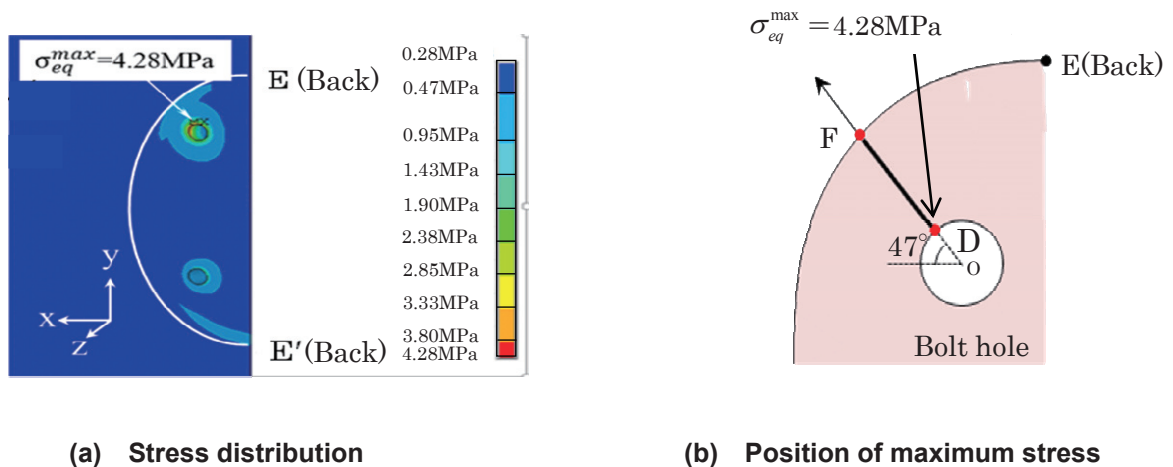 σeq^max=4.28MPa
E (Back)
E′(Back)
y
x
z
0.28MPa
0.47MPa
0.95MPa
1.43MPa
1.90MPa
2.38MPa
2.85MPa
3.33MPa
3.80MPa
4.28MPa
(a) Stress distribution
σeq^max=4.28MPa
E(Back)
F
47°
D
o
Bolt hole
(b) Position of maximum stress